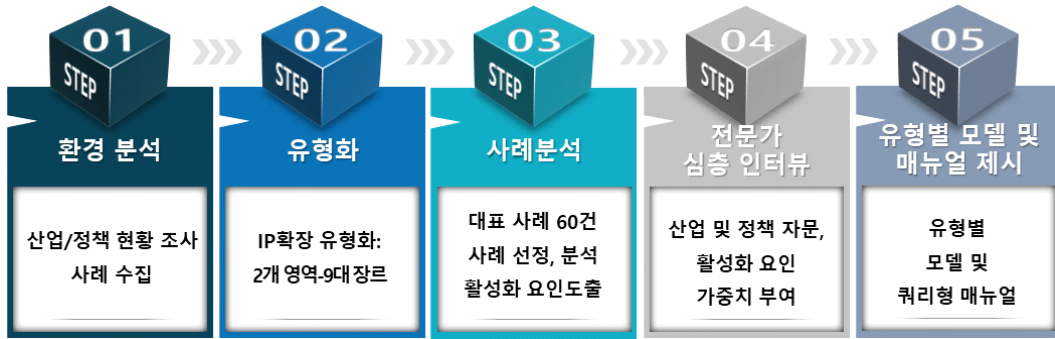 01
STEP
환경 분석
산업/정책 현황 조사
사례 수집
02
STEP
유형화
IP확장 유형화:
2개 영역-9대 장르
03
STEP
사례분석
대표 사례 60건
사례 선정, 분석
활성화 요인도출
04
STEP
전문가
심층 인터뷰
산업 및 정책 자문,
활성화 요인
가중치 부여
05
STEP
유형별 모델 및
매뉴얼 제시
유형별
모델 및
쿼리형 매뉴얼